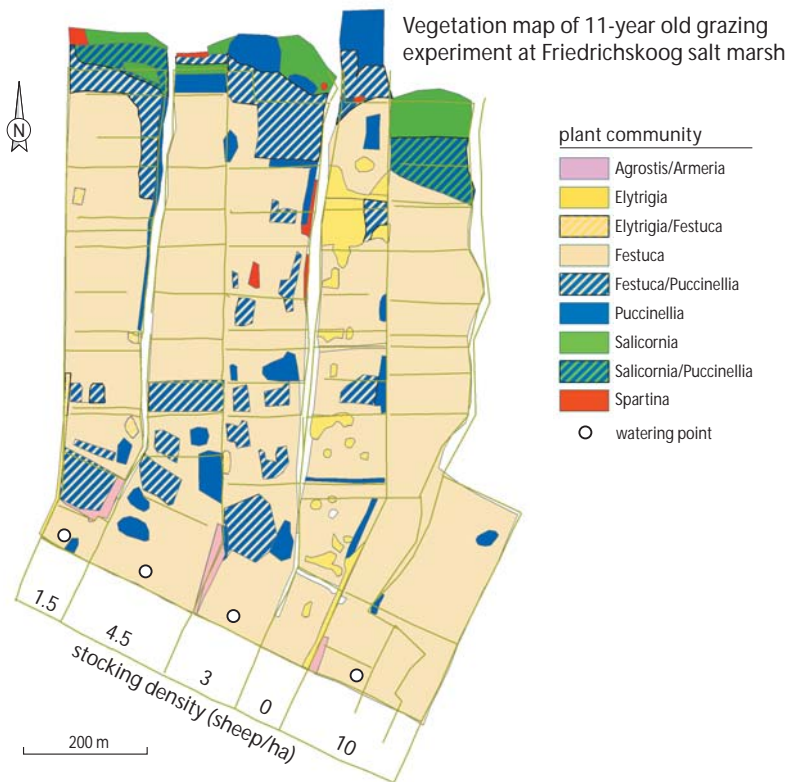 Vegetation map of 11-year old grazing
experiment at Friedrichskoog salt marsh
N
plant community
Agrostis/Armeria
Elytrigia
Elytrigia/Festuca
Festuca
Festuca/Puccinellia
Puccinellia
Salicornia
Salicornia/Puccinellia
Spartina
watering point
1.5
4.5
3
0
10
stocking density (sheep/ha)
200 m